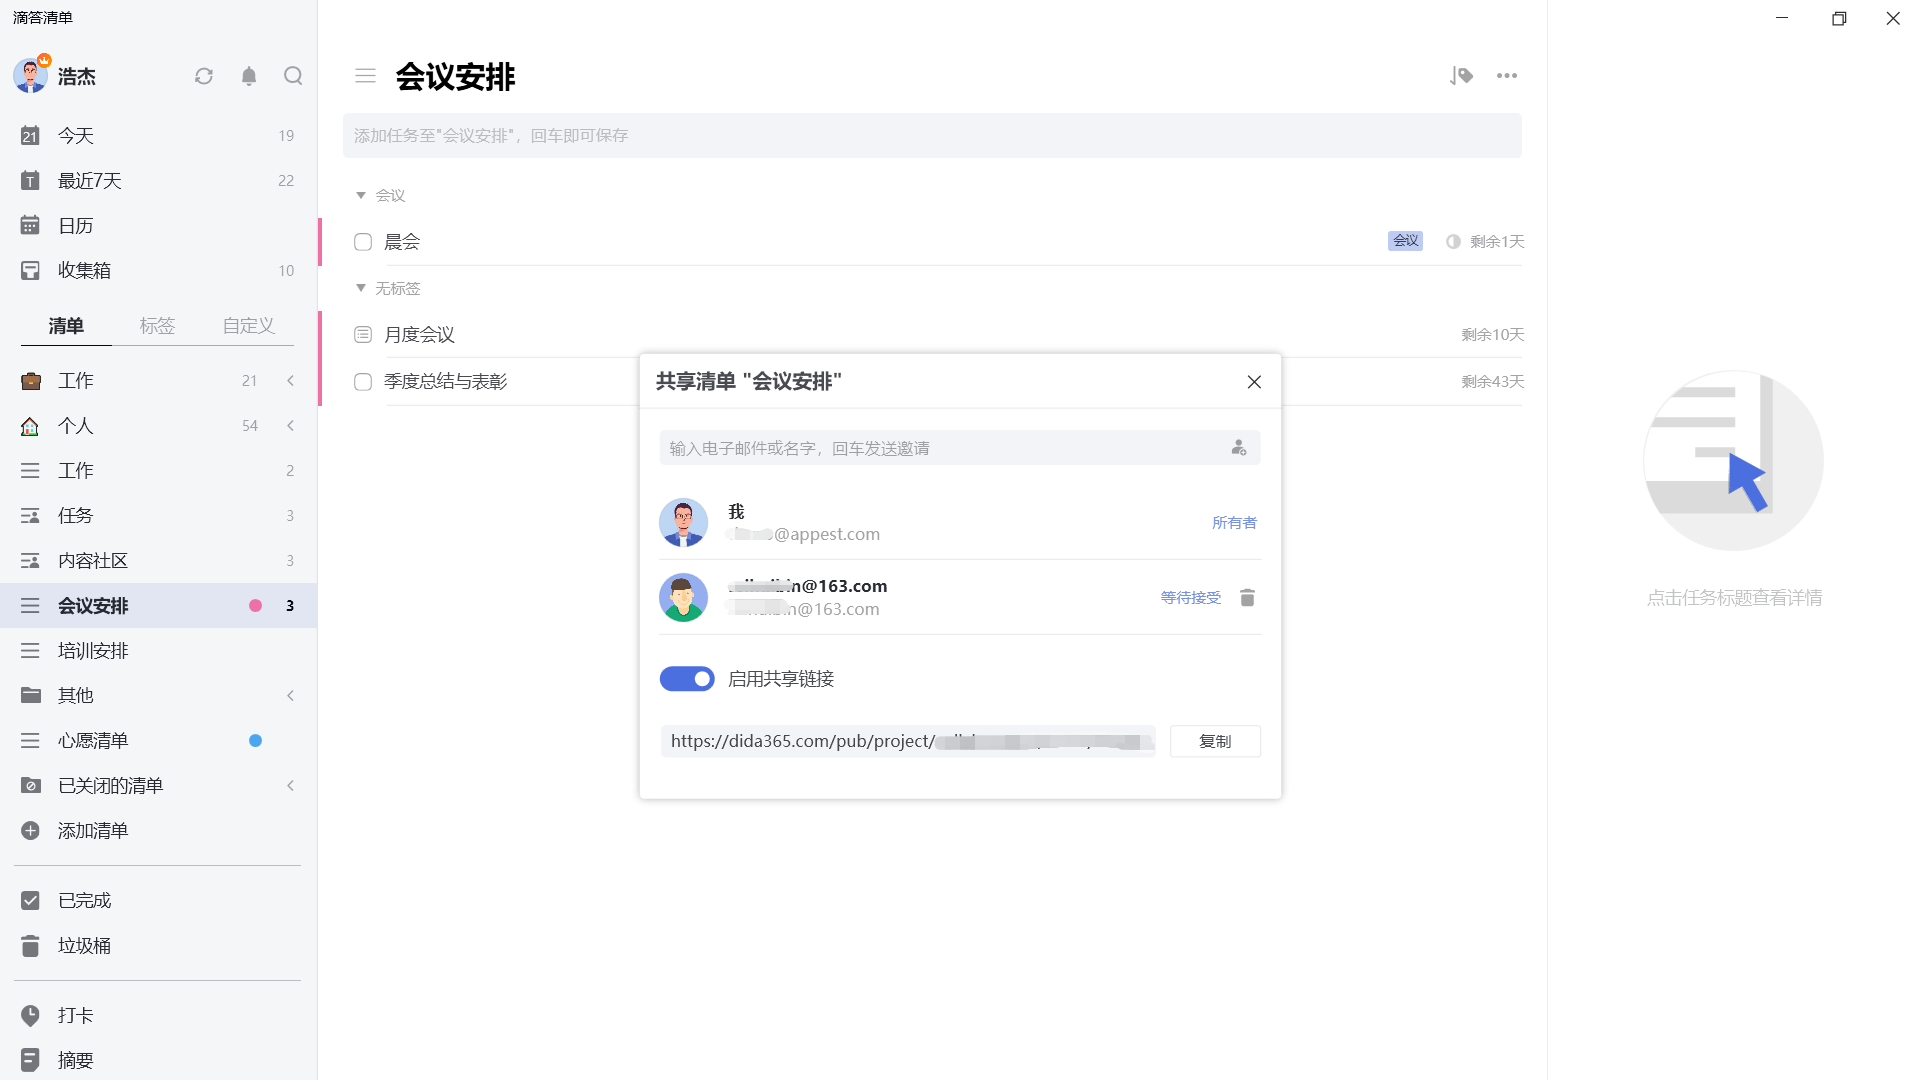 滴答清单
浩杰
今天 19
最近7天 22
日历
收集箱 10
清单 标签 自定义
工作 21
个人 54
工作 2
任务 3
内容社区 3
会议安排 3
培训安排
其他
心愿清单
已关闭的清单
添加清单
已完成
垃圾桶
打卡
摘要
会议安排
添加任务至"会议安排"，回车即可保存
会议
晨会 会议 剩余1天
无标签
月度会议 剩余10天
季度总结与表彰 剩余43天
共享清单 "会议安排"
输入电子邮件或名字，回车发送邀请
我
@appest.com 所有者
n@163.com
@163.com 等待接受
启用共享链接
https://dida365.com/pub/project/ 复制
点击任务标题查看详情